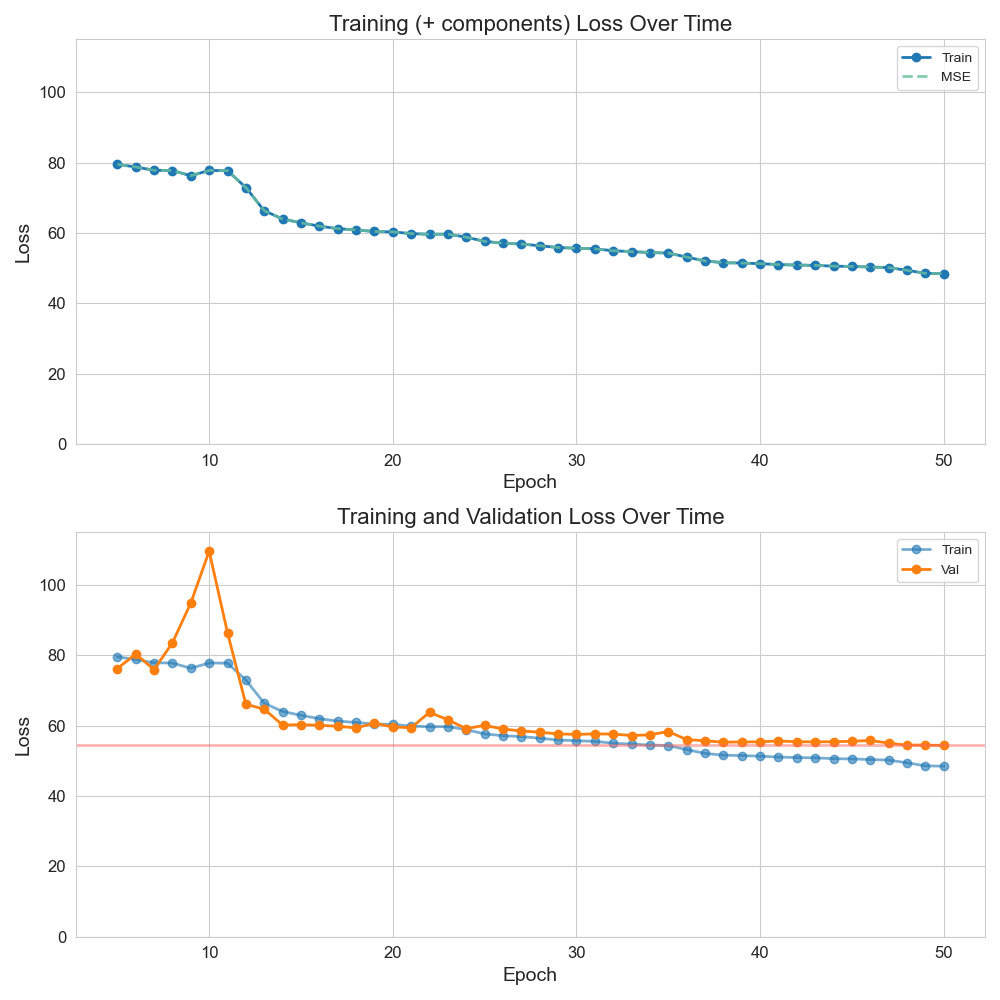 Training (+ components) Loss Over Time
Train
MSE
100
80
60
40
20
0
Loss
10 20 30 40 50
Epoch
Training and Validation Loss Over Time
Train
Val
100
80
60
40
20
0
Loss
10 20 30 40 50
Epoch